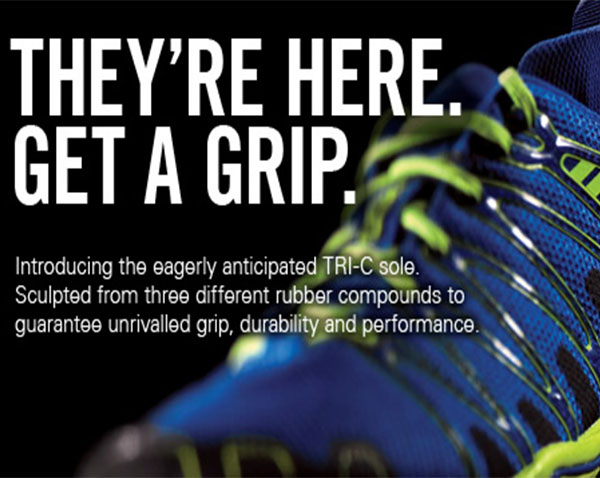 THEY’RE HERE.
GET A GRIP.
Introducing the eagerly anticipated TRI-C sole.
Sculpted from three different rubber compounds to
guarantee unrivalled grip, durability and performance.